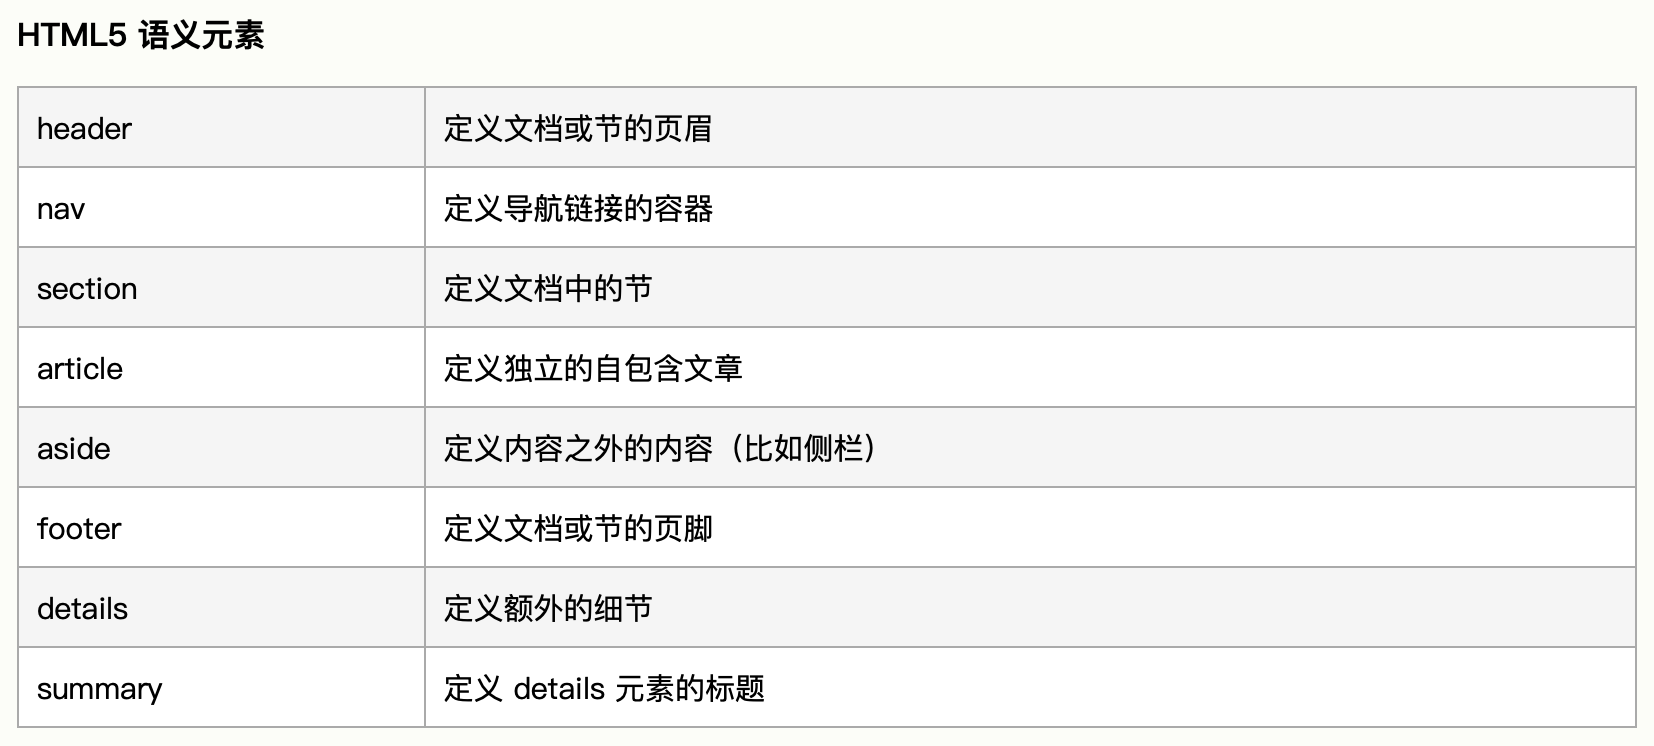 HTML5 语义元素
header 定义文档或节的页眉
nav 定义导航链接的容器
section 定义文档中的节
article 定义独立的自包含文章
aside 定义内容之外的内容（比如侧栏）
footer 定义文档或节的页脚
details 定义额外的细节
summary 定义 details 元素的标题